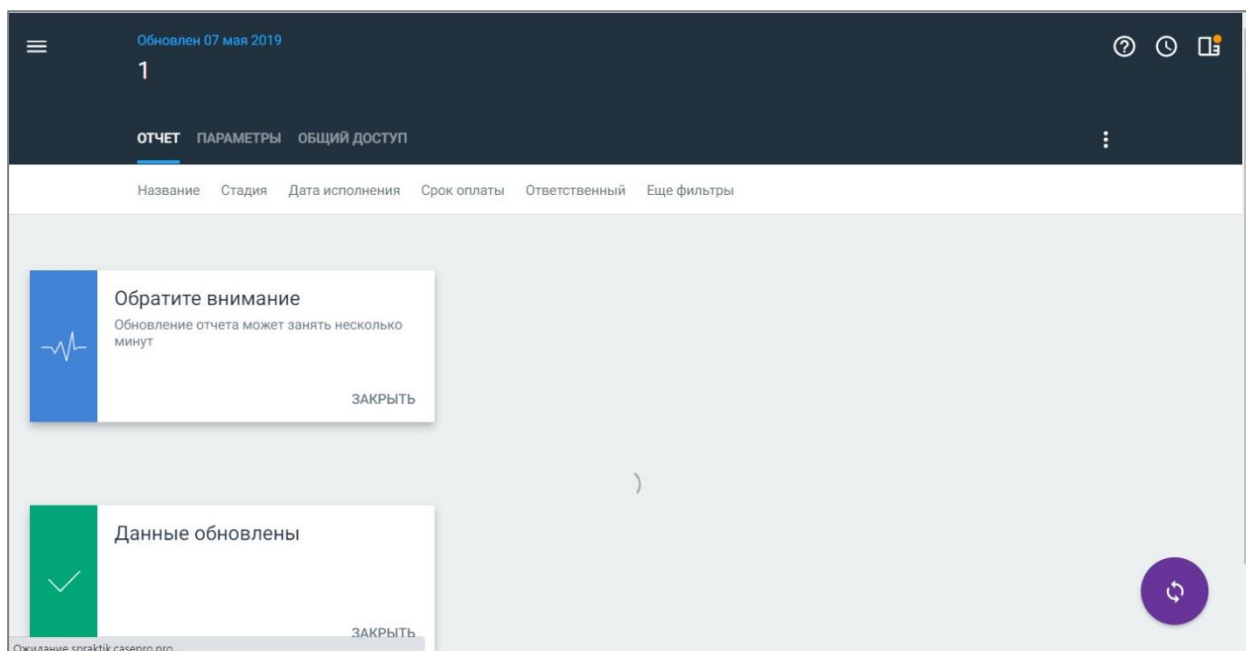 Обновлен 07 мая 2019
1
ОТЧЕТ ПАРАМЕТРЫ ОБЩИЙ ДОСТУП
Название Стадия Дата исполнения Срок оплаты Ответственный Еще фильтры
Обратите внимание
Обновление отчета может занять несколько
минут
ЗАКРЫТЬ
Данные обновлены
ЗАКРЫТЬ
Ожидание spraktik.casepro.pro...